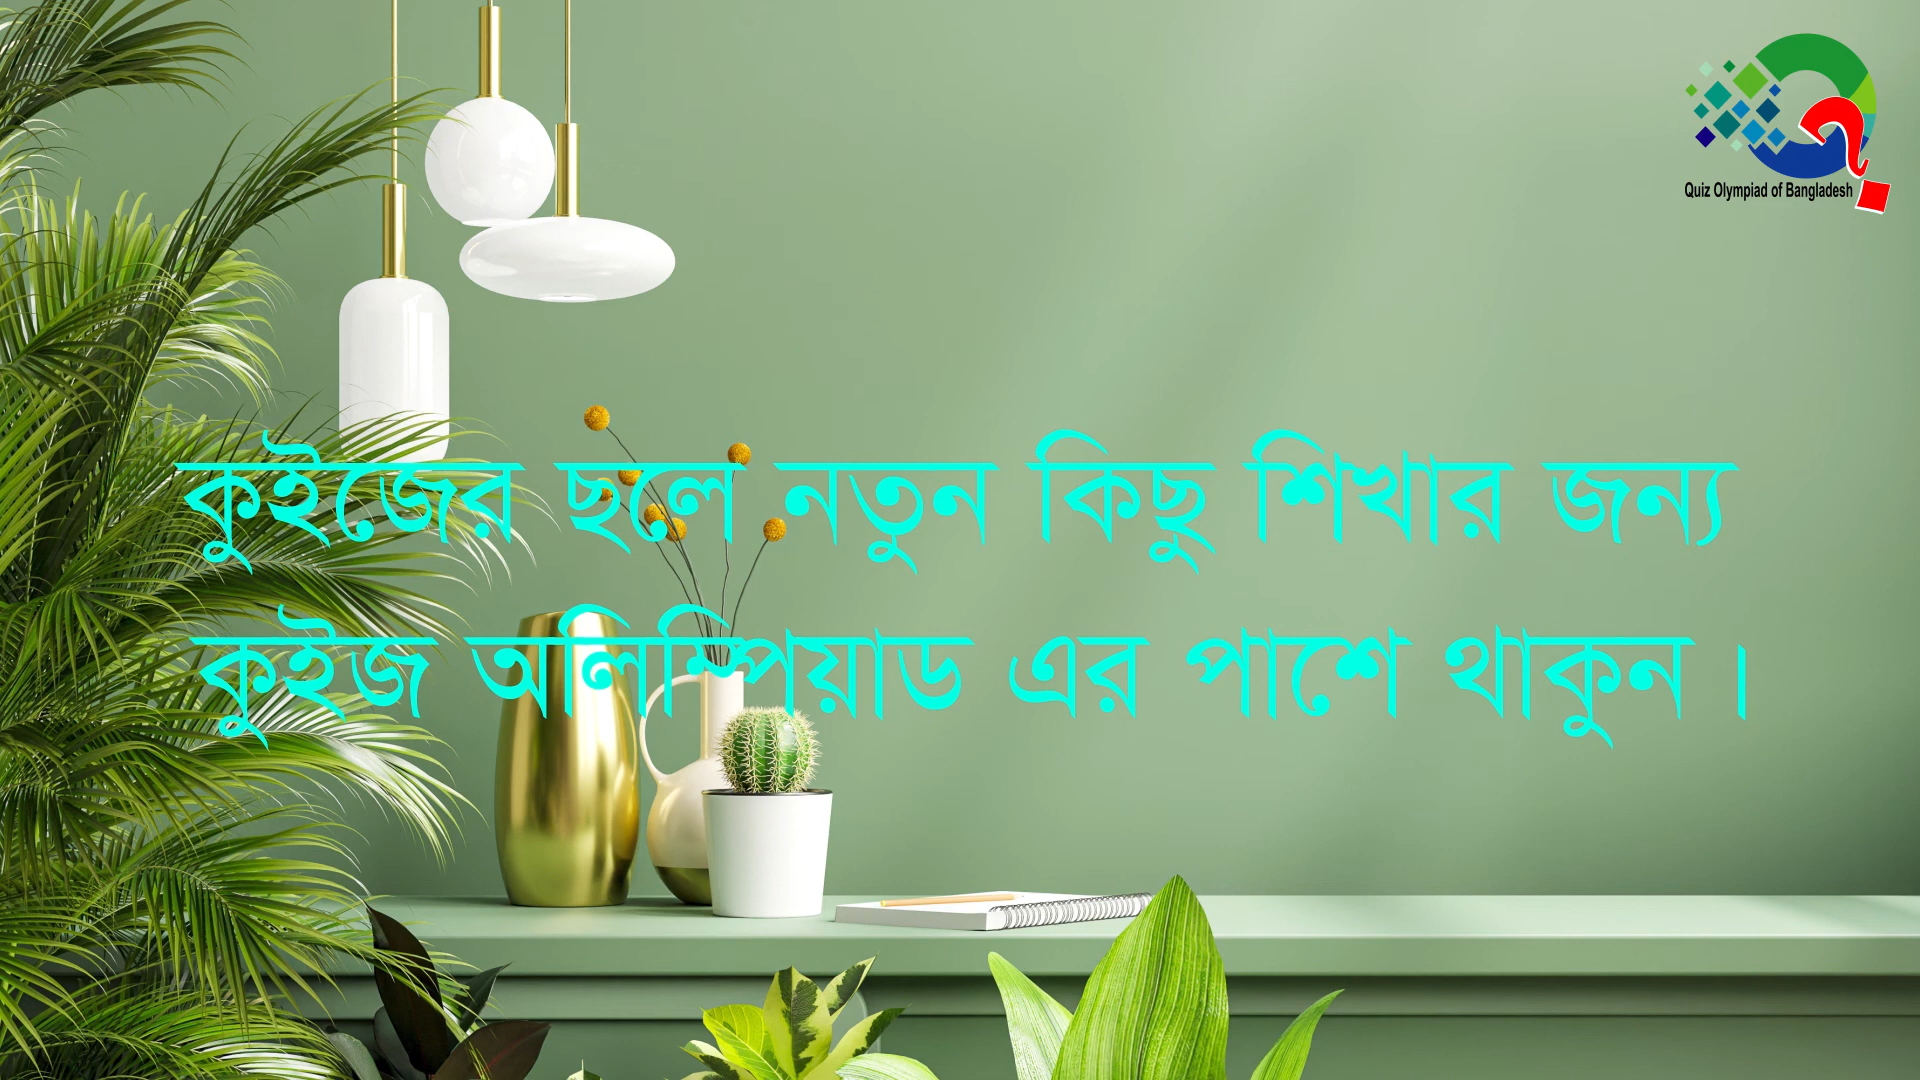 Quiz Olympiad of Bangladesh
কুইজের ছলে নতুন কিছু শিখার জন্য
কুইজ অলিম্পিয়াড এর পাশে থাকুন।